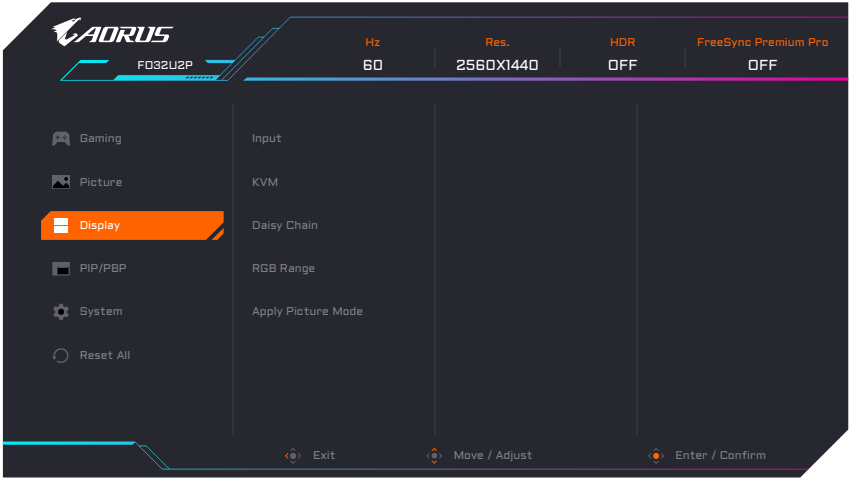 AORUS
FO32U2P
Hz Res. HDR FreeSync Premium Pro
60 2560X1440 OFF OFF
Gaming Input
Picture KVM
Display Daisy Chain
PIP/PBP RGB Range
System Apply Picture Mode
Reset All
Exit Move / Adjust Enter / Confirm